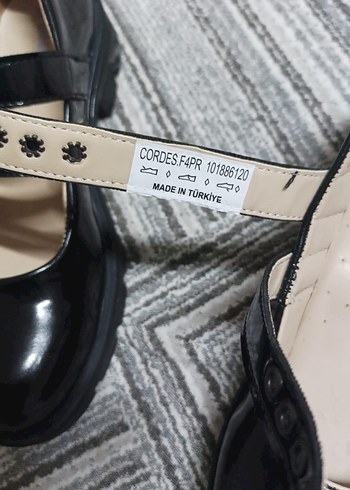 CORDES.F4PR 101886120
MADE IN TÜRKİYE